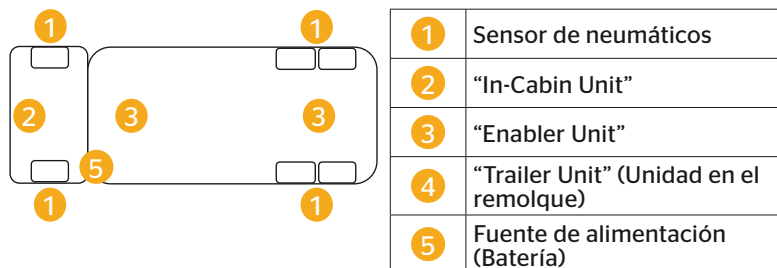 1 1
2 3 3
5
1 1
1 Sensor de neumáticos
2 “In-Cabin Unit”
3 “Enabler Unit”
4 “Trailer Unit” (Unidad en el
remolque)
5 Fuente de alimentación
(Batería)